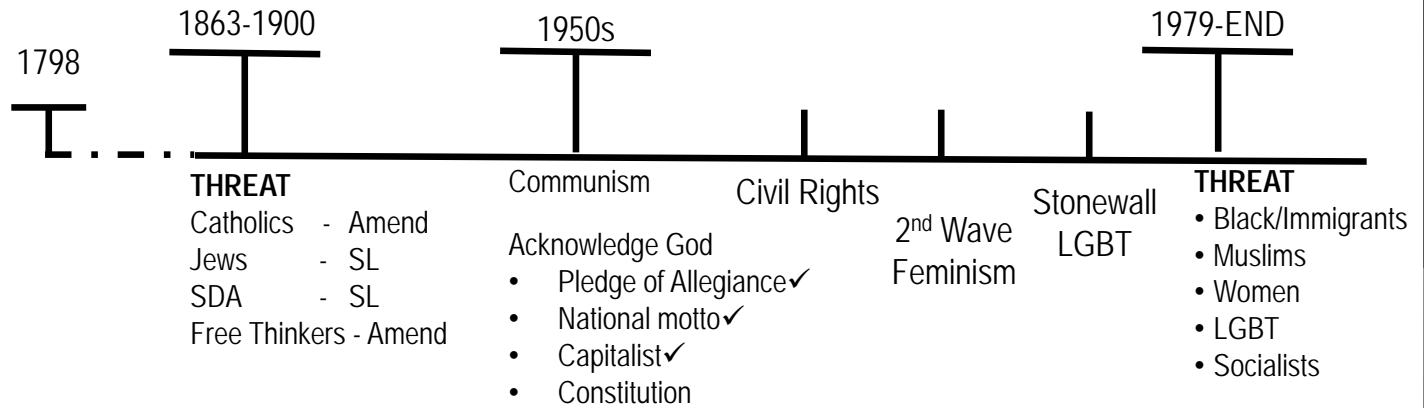 1798
1863-1900
1950s
1979-END
THREAT
Catholics - Amend
Jews - SL
SDA - SL
Free Thinkers - Amend
Communism
Acknowledge God
• Pledge of Allegiance✓
• National motto✓
• Capitalist✓
• Constitution
Civil Rights
2nd Wave
Feminism
Stonewall
LGBT
THREAT
• Black/Immigrants
• Muslims
• Women
• LGBT
• Socialists